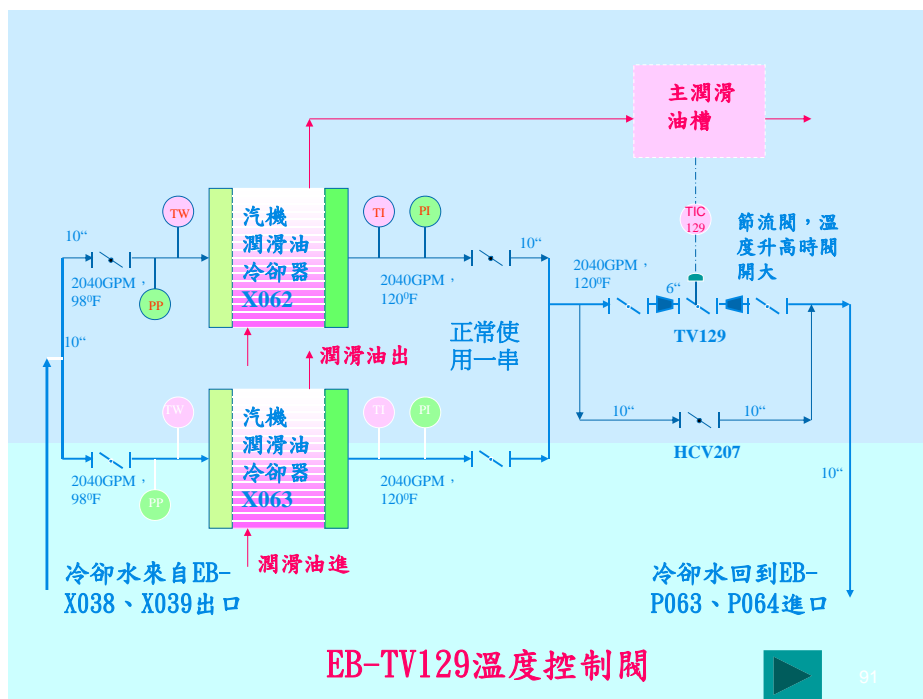 主潤滑
油槽
TIC
129
節流閥，溫
度升高時閥
開大
TW
TI
PI
汽機
潤滑油
冷卻器
X062
10“
10“
2040GPM，
98⁰F
PP
2040GPM，
120⁰F
2040GPM，
120⁰F
6“
TV129
10“
正常使
用一串
潤滑油出
TW
TI
PI
汽機
潤滑油
冷卻器
X063
10“
10“
HCV207
2040GPM，
98⁰F
PP
2040GPM，
120⁰F
10“
潤滑油進
冷卻水來自EB-
X038、X039出口
冷卻水回到EB-
P063、P064進口
EB-TV129溫度控制閥
91